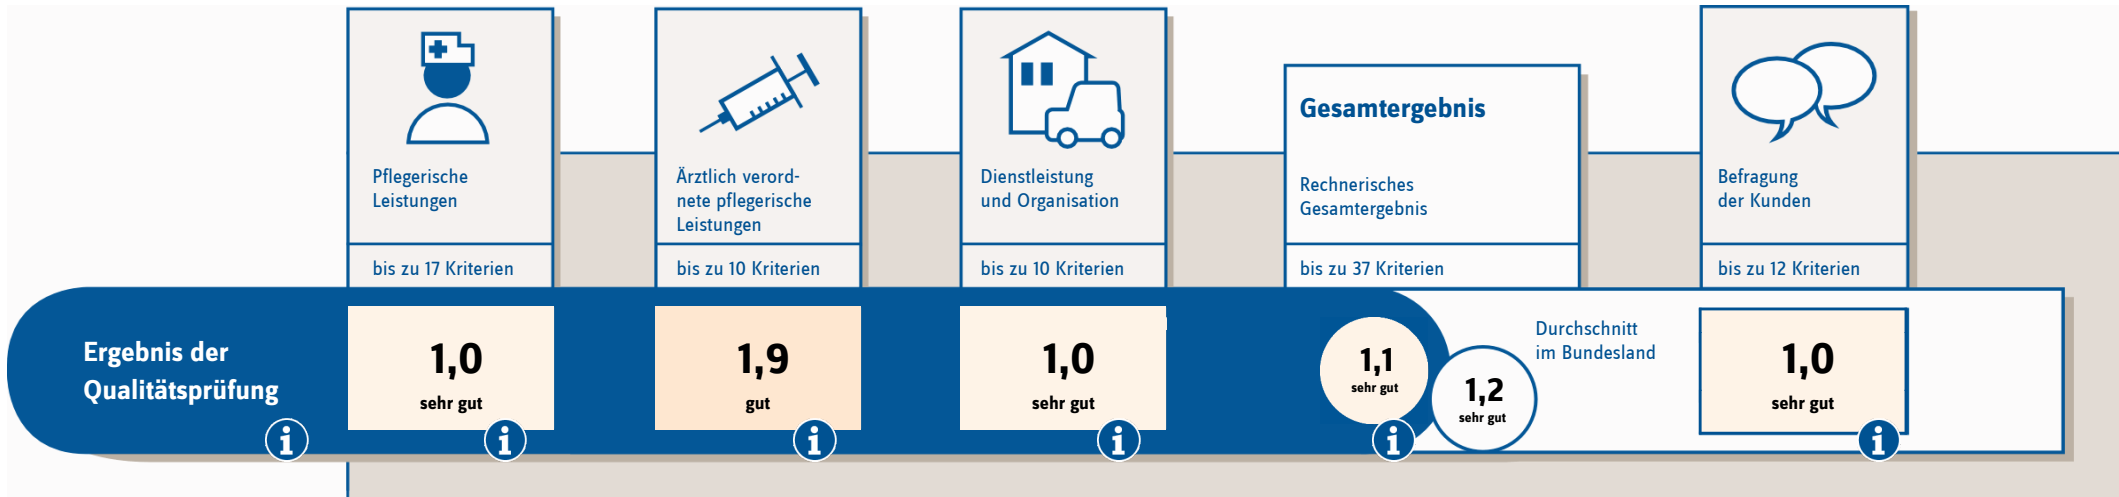 Pflegerische
Leistungen
bis zu 17 Kriterien
Ärztlich verord-
nete pflegerische
Leistungen
bis zu 10 Kriterien
Dienstleistung
und Organisation
bis zu 10 Kriterien
Gesamtergebnis
Rechnerisches
Gesamtergebnis
bis zu 37 Kriterien
Befragung
der Kunden
bis zu 12 Kriterien
Ergebnis der
Qualitätsprüfung
i
1,0
sehr gut
i
1,9
gut
i
1,0
sehr gut
i
1,1
sehr gut
i
1,2
sehr gut
Durchschnitt
im Bundesland
1,0
sehr gut
i